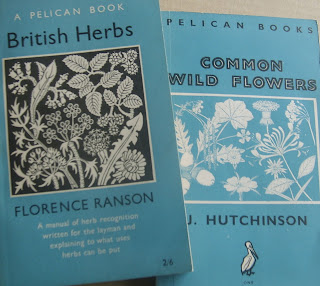 A PELICAN BOOK
British Herbs
FLORENCE RANSON
A manual of herb recognition
written for the layman and
explaining to what uses
herbs can be put
2/6
PELICAN BOOKS
COMMON
WILD FLOWERS
J. HUTCHINSON